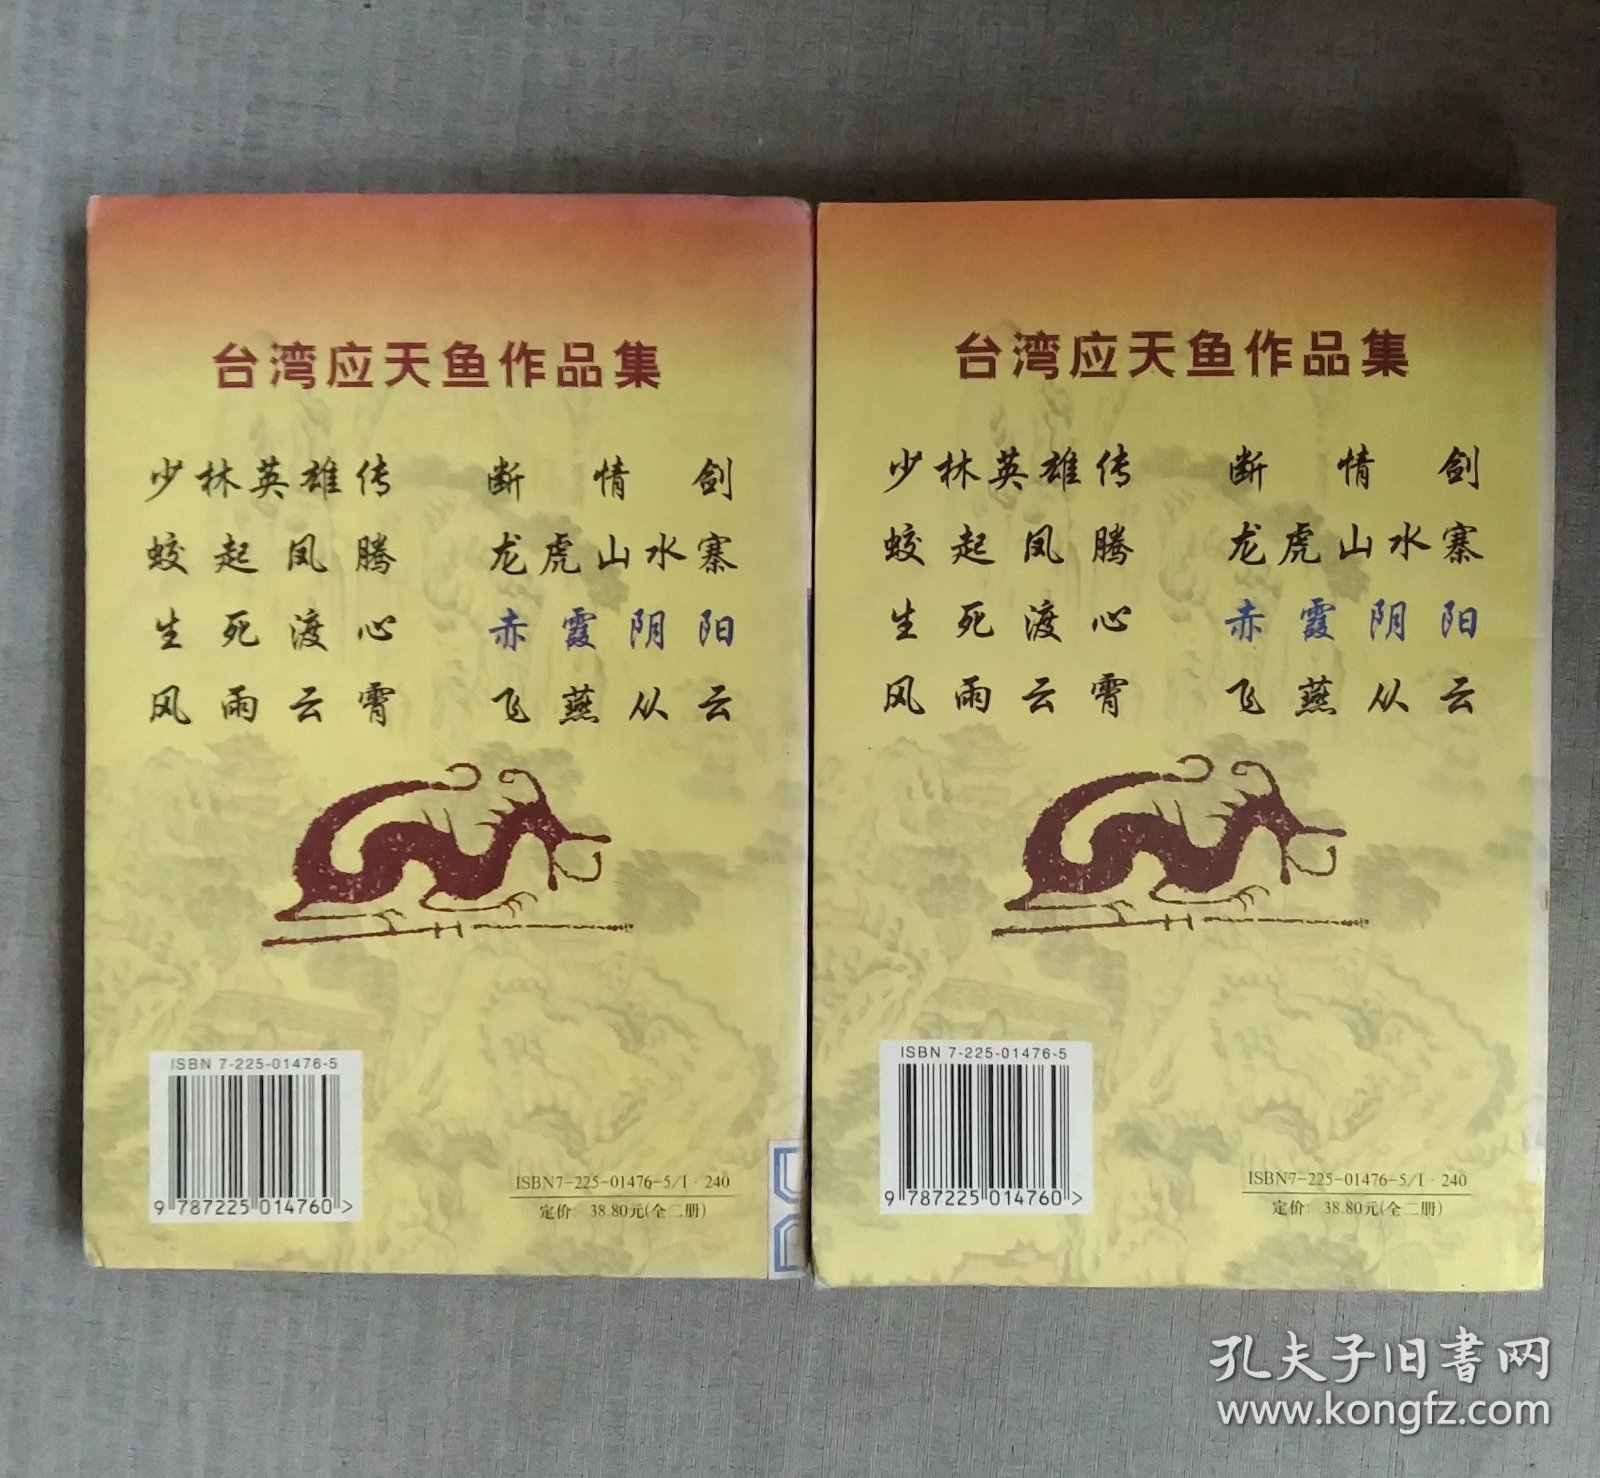 台湾应天鱼作品集
少林英雄传 断情剑
蛟起凤腾 龙虎山水寨
生死渡心 赤霞阴阳
风雨云霄 飞燕从云
ISBN 7-225-01476-5
9 787225 014760 >
ISBN7-225-01476-5/I·240
定价：38.80元(全二册)
台湾应天鱼作品集
少林英雄传 断情剑
蛟起凤腾 龙虎山水寨
生死渡心 赤霞阴阳
风雨云霄 飞燕从云
ISBN 7-225-01476-5
9 787225 014760 >
ISBN7-225-01476-5/I·240
定价：38.80元(全二册)
孔夫子旧书网
www.kongfz.com